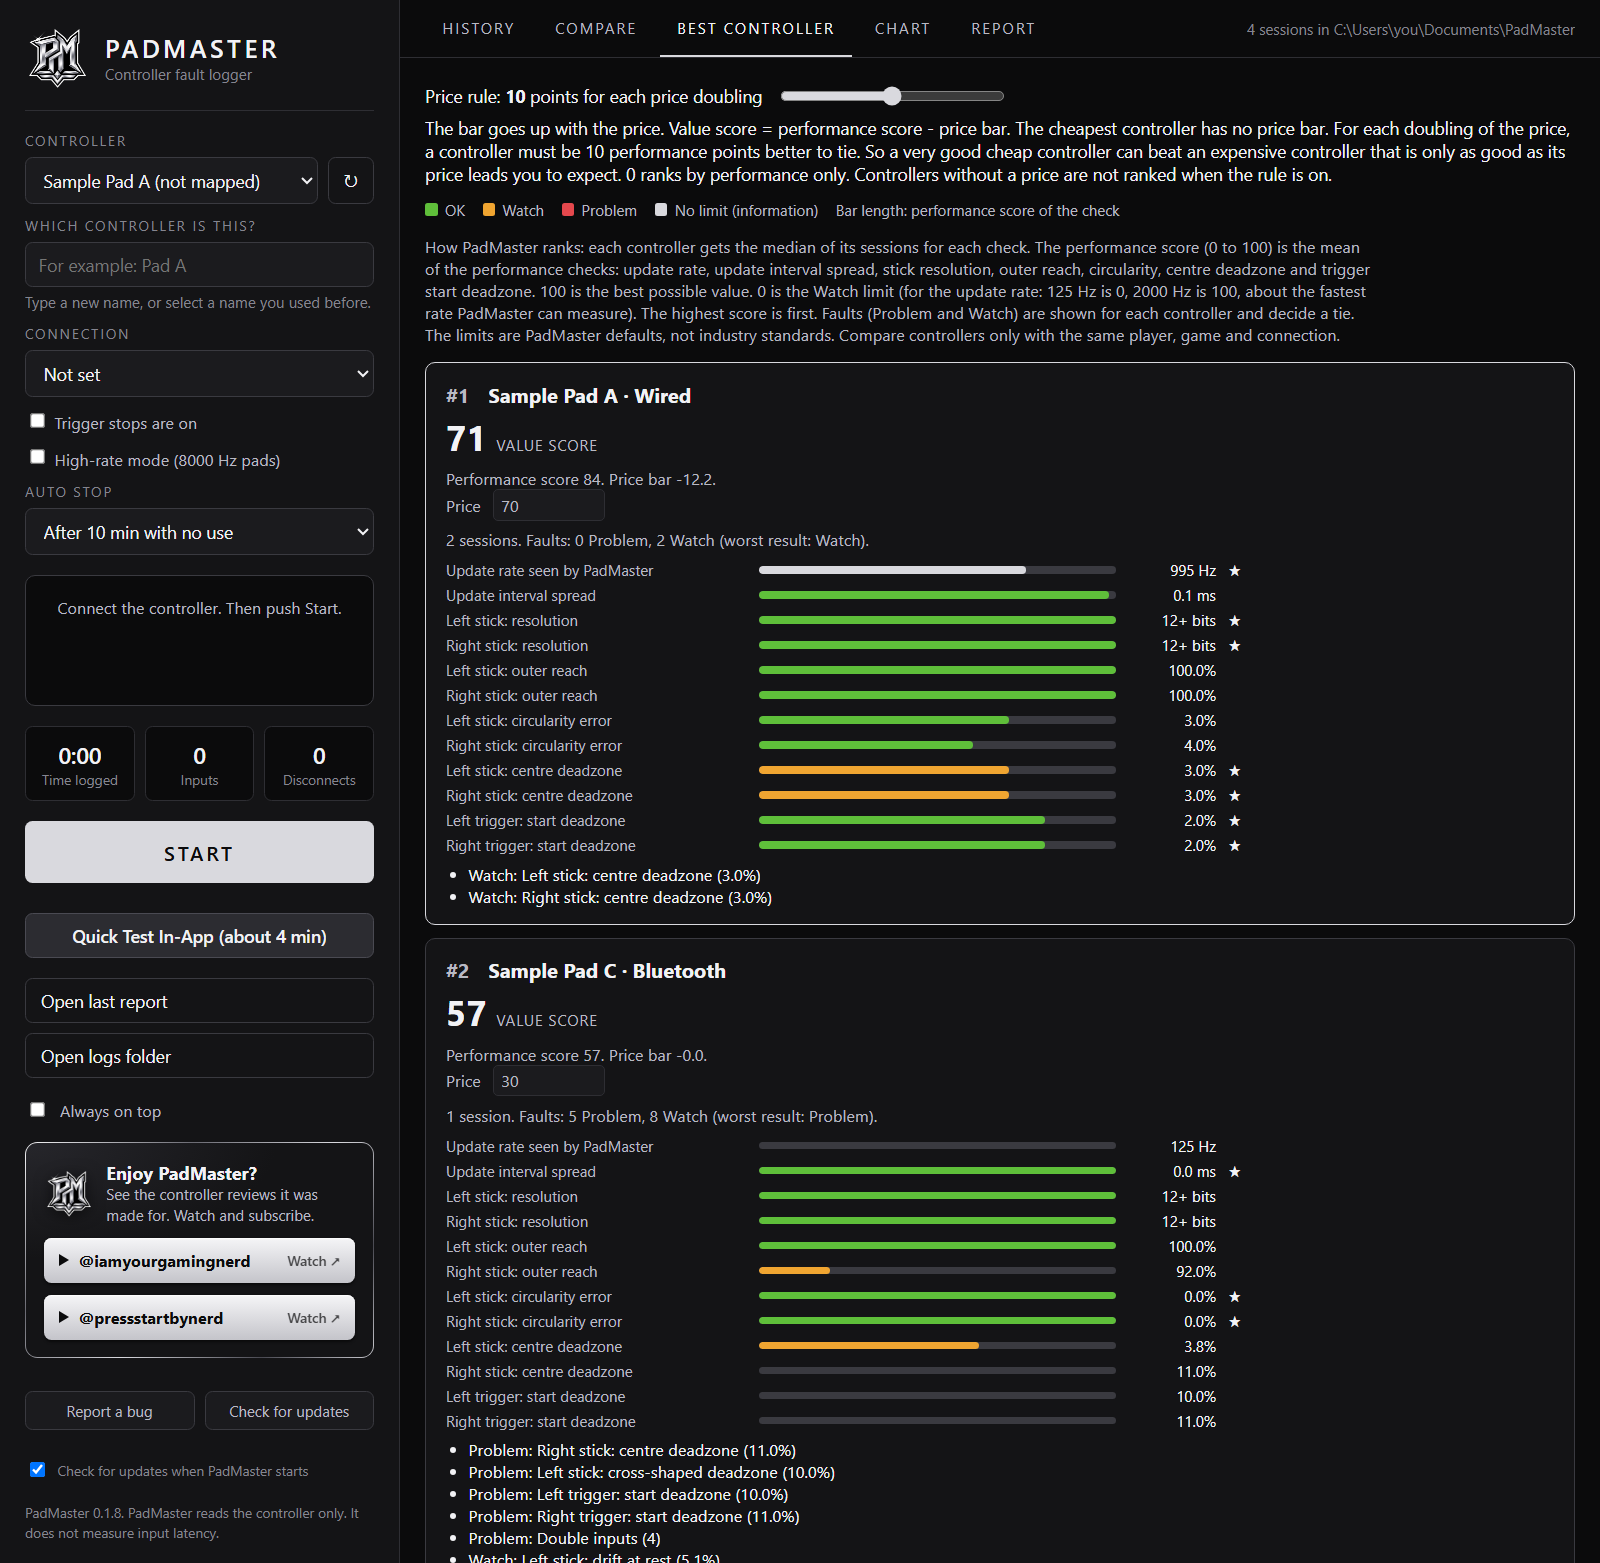 PADMASTER
Controller fault logger
CONTROLLER
Sample Pad A (not mapped)
↻
WHICH CONTROLLER IS THIS?
For example: Pad A
Type a new name, or select a name you used before.
CONNECTION
Not set
Trigger stops are on
High-rate mode (8000 Hz pads)
AUTO STOP
After 10 min with no use
Connect the controller. Then push Start.
0:00
Time logged
0
Inputs
0
Disconnects
START
Quick Test In-App (about 4 min)
Open last report
Open logs folder
Always on top
Enjoy PadMaster?
See the controller reviews it was
made for. Watch and subscribe.
▶ @iamyourgamingnerd Watch ↗
▶ @pressstartbynerd Watch ↗
Report a bug
Check for updates
Check for updates when PadMaster starts
PadMaster 0.1.8. PadMaster reads the controller only. It
does not measure input latency.
HISTORY COMPARE BEST CONTROLLER CHART REPORT
4 sessions in C:\Users\you\Documents\PadMaster
Price rule: 10 points for each price doubling
The bar goes up with the price. Value score = performance score - price bar. The cheapest controller has no price bar. For each doubling of the price,
a controller must be 10 performance points better to tie. So a very good cheap controller can beat an expensive controller that is only as good as its
price leads you to expect. 0 ranks by performance only. Controllers without a price are not ranked when the rule is on.
OK Watch Problem No limit (information) Bar length: performance score of the check
How PadMaster ranks: each controller gets the median of its sessions for each check. The performance score (0 to 100) is the mean
of the performance checks: update rate, update interval spread, stick resolution, outer reach, circularity, centre deadzone and trigger
start deadzone. 100 is the best possible value. 0 is the Watch limit (for the update rate: 125 Hz is 0, 2000 Hz is 100, about the fastest
rate PadMaster can measure). The highest score is first. Faults (Problem and Watch) are shown for each controller and decide a tie.
The limits are PadMaster defaults, not industry standards. Compare controllers only with the same player, game and connection.
#1 Sample Pad A · Wired
71 VALUE SCORE
Performance score 84. Price bar -12.2.
Price 70
2 sessions. Faults: 0 Problem, 2 Watch (worst result: Watch).
Update rate seen by PadMaster 995 Hz ★
Update interval spread 0.1 ms
Left stick: resolution 12+ bits ★
Right stick: resolution 12+ bits ★
Left stick: outer reach 100.0%
Right stick: outer reach 100.0%
Left stick: circularity error 3.0%
Right stick: circularity error 4.0%
Left stick: centre deadzone 3.0% ★
Right stick: centre deadzone 3.0% ★
Left trigger: start deadzone 2.0% ★
Right trigger: start deadzone 2.0% ★
• Watch: Left stick: centre deadzone (3.0%)
• Watch: Right stick: centre deadzone (3.0%)
#2 Sample Pad C · Bluetooth
57 VALUE SCORE
Performance score 57. Price bar -0.0.
Price 30
1 session. Faults: 5 Problem, 8 Watch (worst result: Problem).
Update rate seen by PadMaster 125 Hz
Update interval spread 0.0 ms ★
Left stick: resolution 12+ bits
Right stick: resolution 12+ bits
Left stick: outer reach 100.0%
Right stick: outer reach 92.0%
Left stick: circularity error 0.0% ★
Right stick: circularity error 0.0% ★
Left stick: centre deadzone 3.8%
Right stick: centre deadzone 11.0%
Left trigger: start deadzone 10.0%
Right trigger: start deadzone 11.0%
• Problem: Right stick: centre deadzone (11.0%)
• Problem: Left stick: cross-shaped deadzone (10.0%)
• Problem: Left trigger: start deadzone (10.0%)
• Problem: Right trigger: start deadzone (11.0%)
• Problem: Double inputs (4)
• Watch: Left stick: drift at rest (5.1%)